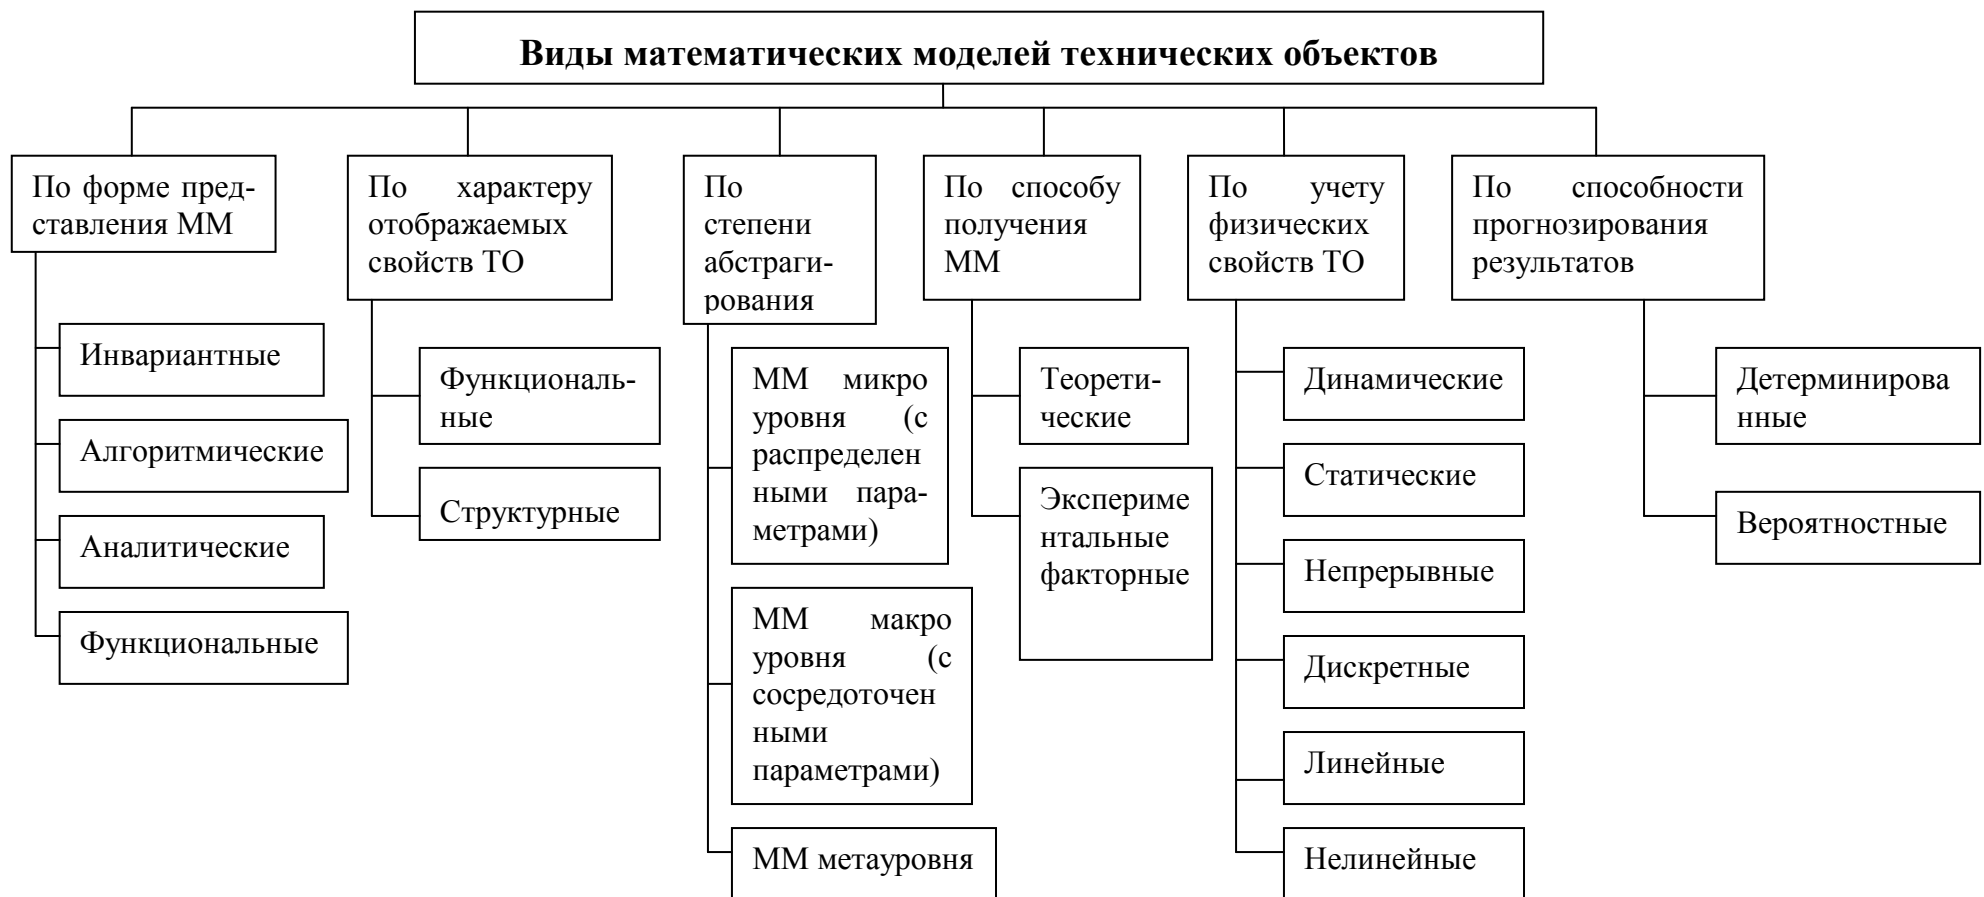 Виды математических моделей технических объектов
По форме пред-
ставления ММ
Инвариантные
Алгоритмические
Аналитические
Функциональные
По характеру
отображаемых
свойств ТО
Функциональ-
ные
Структурные
По
степени
абстраги-
рования
ММ микро
уровня (с
распределен
ными пара-
метрами)
ММ макро
уровня (с
сосредоточен
ными
параметрами)
ММ метауровня
По способу
получения
ММ
Теорети-
ческие
Экспериме
нтальные
факторные
По учету
физических
свойств ТО
Динамические
Статические
Непрерывные
Дискретные
Линейные
Нелинейные
По способности
прогнозирования
результатов
Детерминирова
нные
Вероятностные